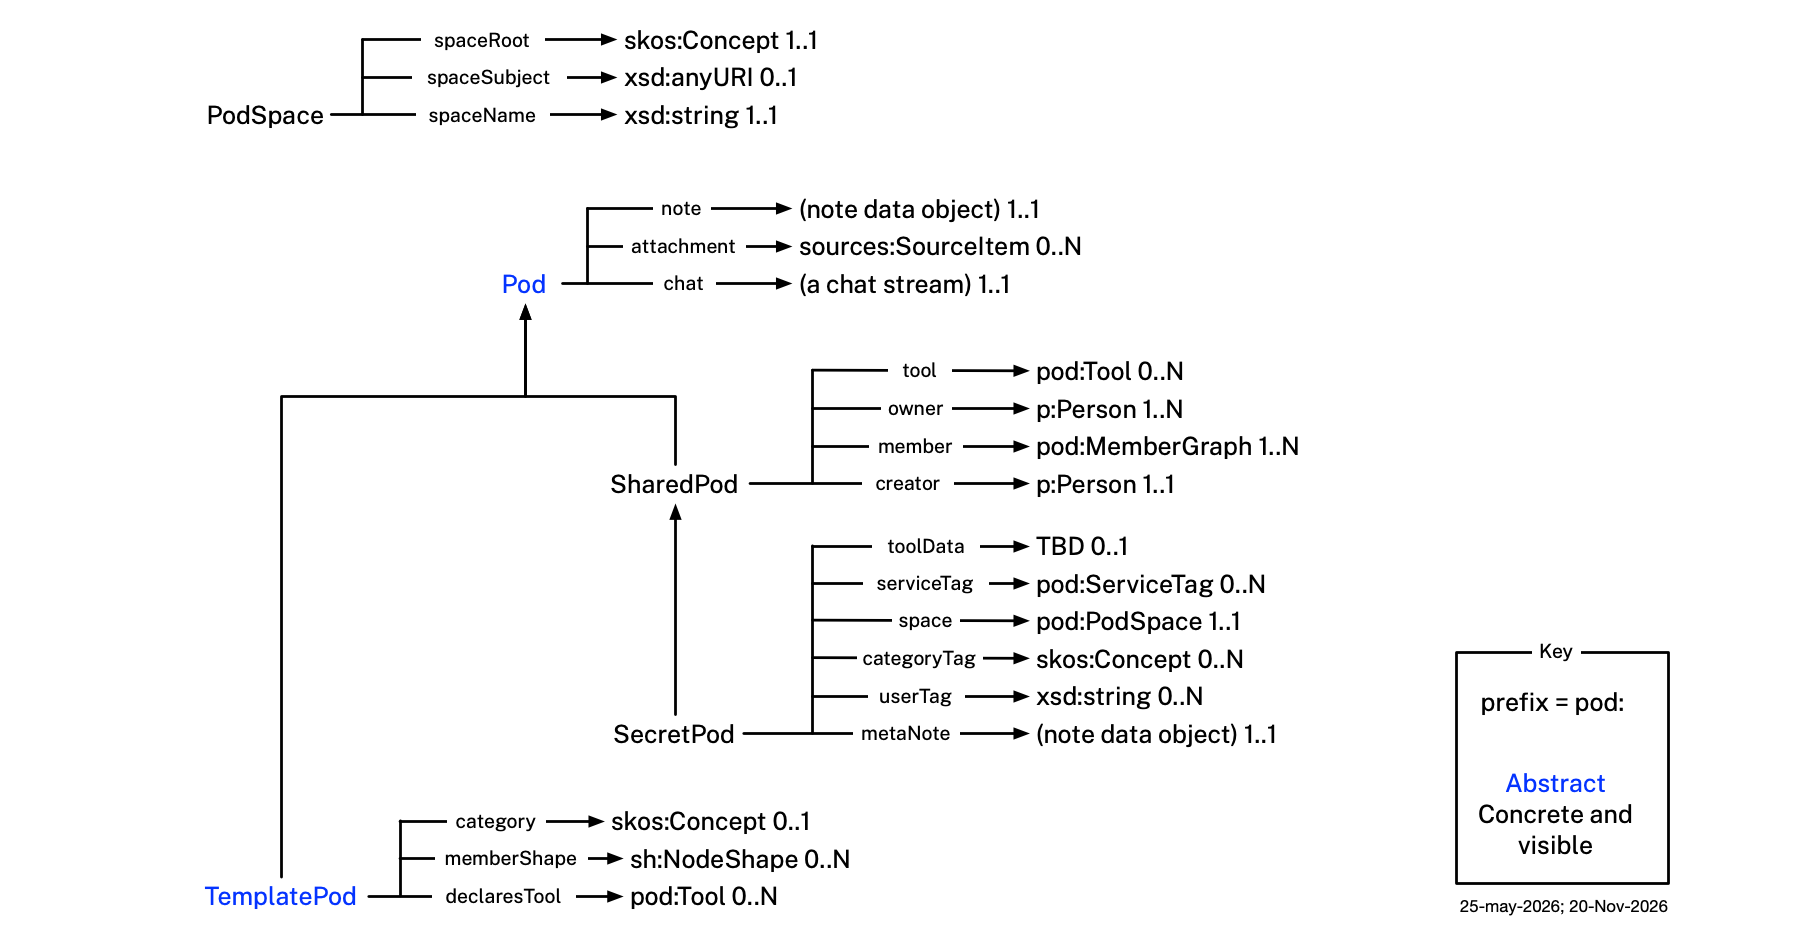 spaceRoot skos:Concept 1..1
spaceSubject xsd:anyURI 0..1
PodSpace spaceName xsd:string 1..1
note (note data object) 1..1
attachment sources:SourceItem 0..N
Pod chat (a chat stream) 1..1
tool pod:Tool 0..N
owner p:Person 1..N
member pod:MemberGraph 1..N
SharedPod creator p:Person 1..1
toolData TBD 0..1
serviceTag pod:ServiceTag 0..N
space pod:PodSpace 1..1
categoryTag skos:Concept 0..N
userTag xsd:string 0..N
SecretPod metaNote (note data object) 1..1
category skos:Concept 0..1
memberShape sh:NodeShape 0..N
TemplatePod declaresTool pod:Tool 0..N
Key
prefix = pod:
Abstract
Concrete and
visible
25-may-2026; 20-Nov-2026